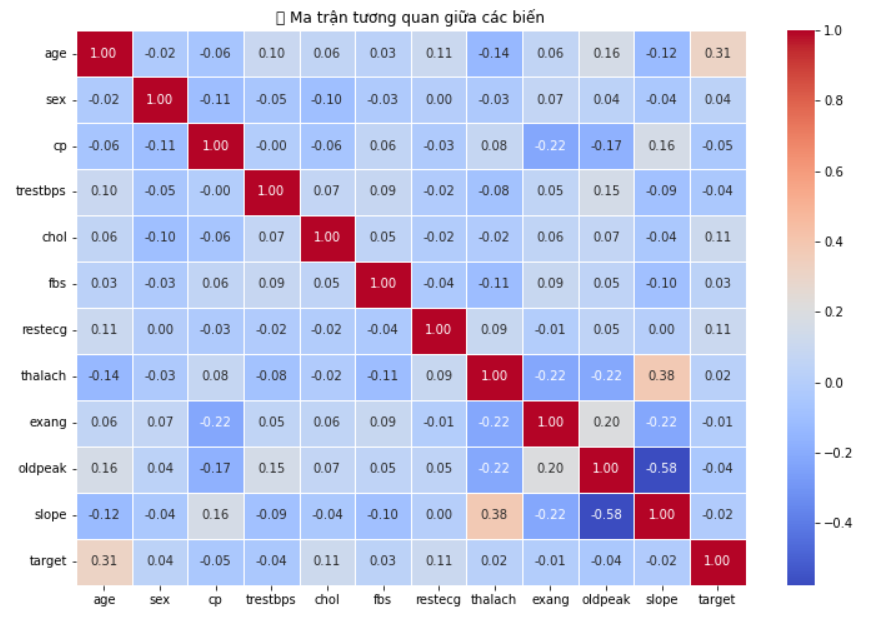 ▯ Ma trận tương quan giữa các biến
age 1.00 -0.02 -0.06 0.10 0.06 0.03 0.11 -0.14 0.06 0.16 -0.12 0.31
sex -0.02 1.00 -0.11 -0.05 -0.10 -0.03 0.00 -0.03 0.07 0.04 -0.04 0.04
cp -0.06 -0.11 1.00 -0.00 -0.06 0.06 -0.03 0.08 -0.22 -0.17 0.16 -0.05
trestbps 0.10 -0.05 -0.00 1.00 0.07 0.09 -0.02 -0.08 0.05 0.15 -0.09 -0.04
chol 0.06 -0.10 -0.06 0.07 1.00 0.05 -0.02 -0.02 0.06 0.07 -0.04 0.11
fbs 0.03 -0.03 0.06 0.09 0.05 1.00 -0.04 -0.11 0.09 0.05 -0.10 0.03
restecg 0.11 0.00 -0.03 -0.02 -0.02 -0.04 1.00 0.09 -0.01 0.05 0.00 0.11
thalach -0.14 -0.03 0.08 -0.08 -0.02 -0.11 0.09 1.00 -0.22 -0.22 0.38 0.02
exang 0.06 0.07 -0.22 0.05 0.06 0.09 -0.01 -0.22 1.00 0.20 -0.22 -0.01
oldpeak 0.16 0.04 -0.17 0.15 0.07 0.05 0.05 -0.22 0.20 1.00 -0.58 -0.04
slope -0.12 -0.04 0.16 -0.09 -0.04 -0.10 0.00 0.38 -0.22 -0.58 1.00 -0.02
target 0.31 0.04 -0.05 -0.04 0.11 0.03 0.11 0.02 -0.01 -0.04 -0.02 1.00
age sex cp trestbps chol fbs restecg thalach exang oldpeak slope target
1.0
0.8
0.6
0.4
0.2
0.0
−0.2
−0.4